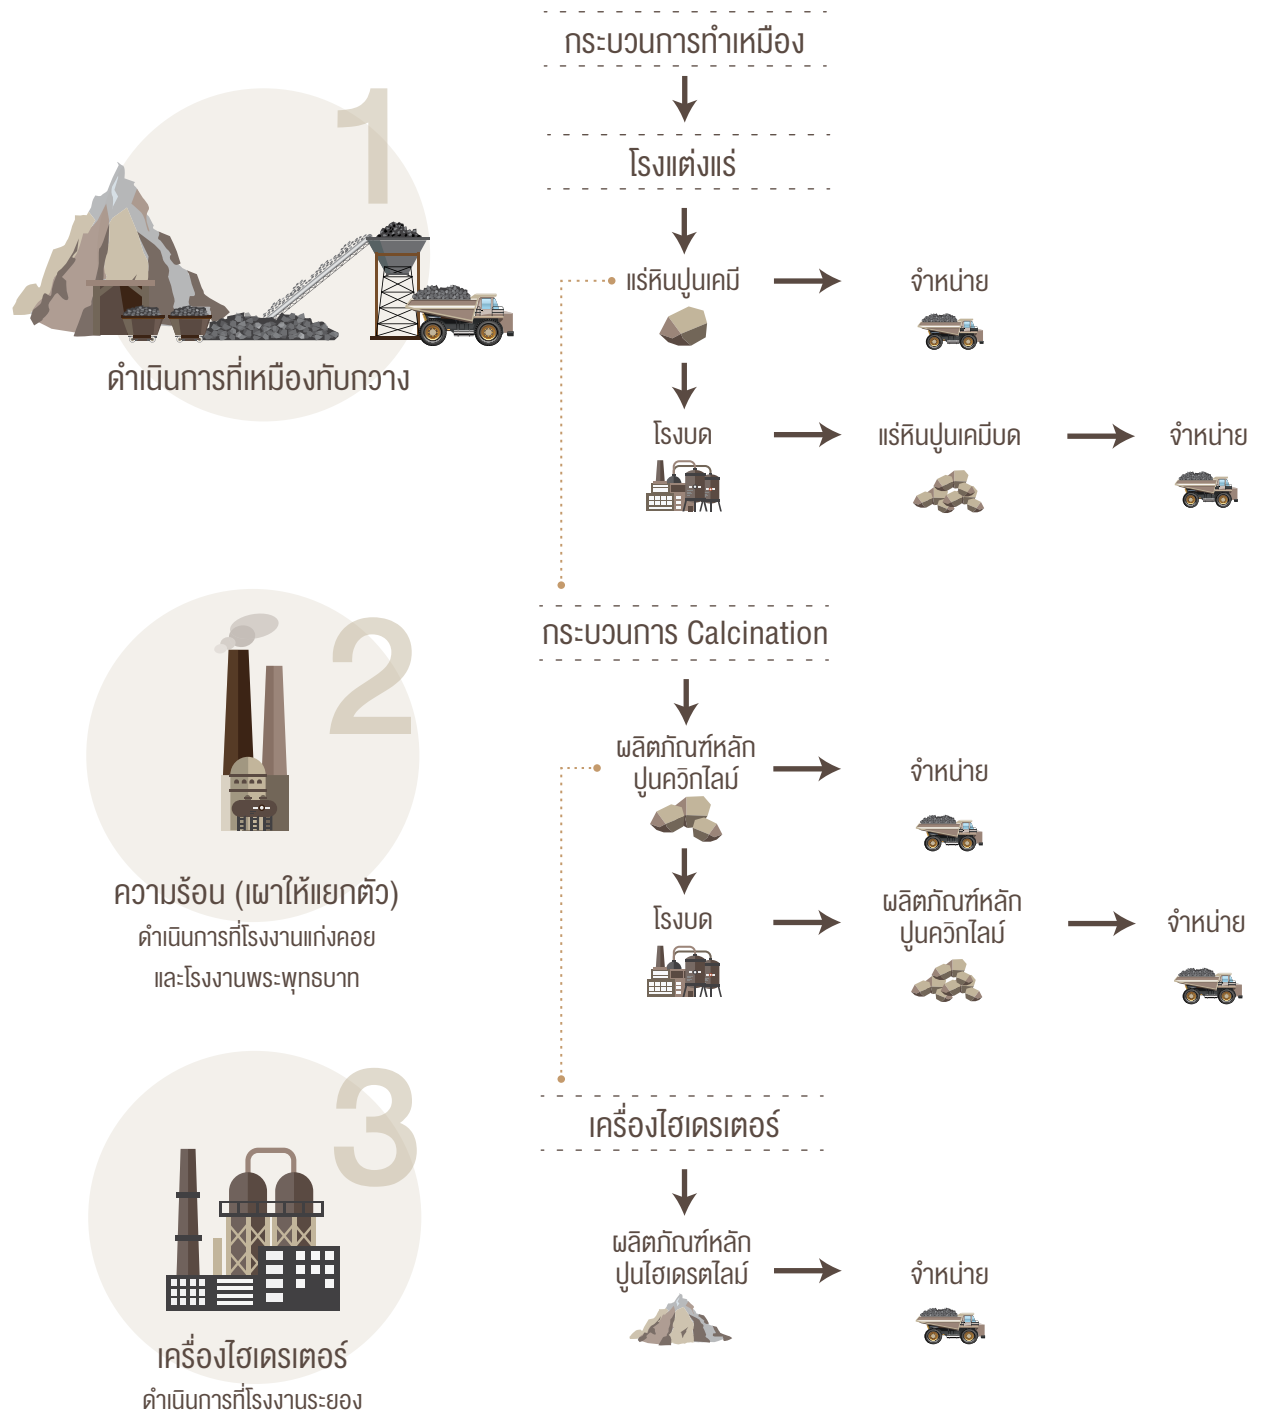 กระบวนการทำเหมือง
โรงแต่งแร่
1
แร่หินปูนเคมี
จำหน่าย
ดำเนินการที่เหมืองทับกวาง
โรงบด
แร่หินปูนเคมีบด
จำหน่าย
กระบวนการ Calcination
2
ผลิตภัณฑ์หลัก
ปูนควิกไลม์
จำหน่าย
ความร้อน (เผาให้แยกตัว)
ดำเนินการที่โรงงานแก่งคอย
และโรงงานพระพุทธบาท
โรงบด
ผลิตภัณฑ์หลัก
ปูนควิกไลม์
จำหน่าย
3
เครื่องไฮเดรเตอร์
ผลิตภัณฑ์หลัก
ปูนไฮเดรตไลม์
จำหน่าย
เครื่องไฮเดรเตอร์
ดำเนินการที่โรงงานระยอง